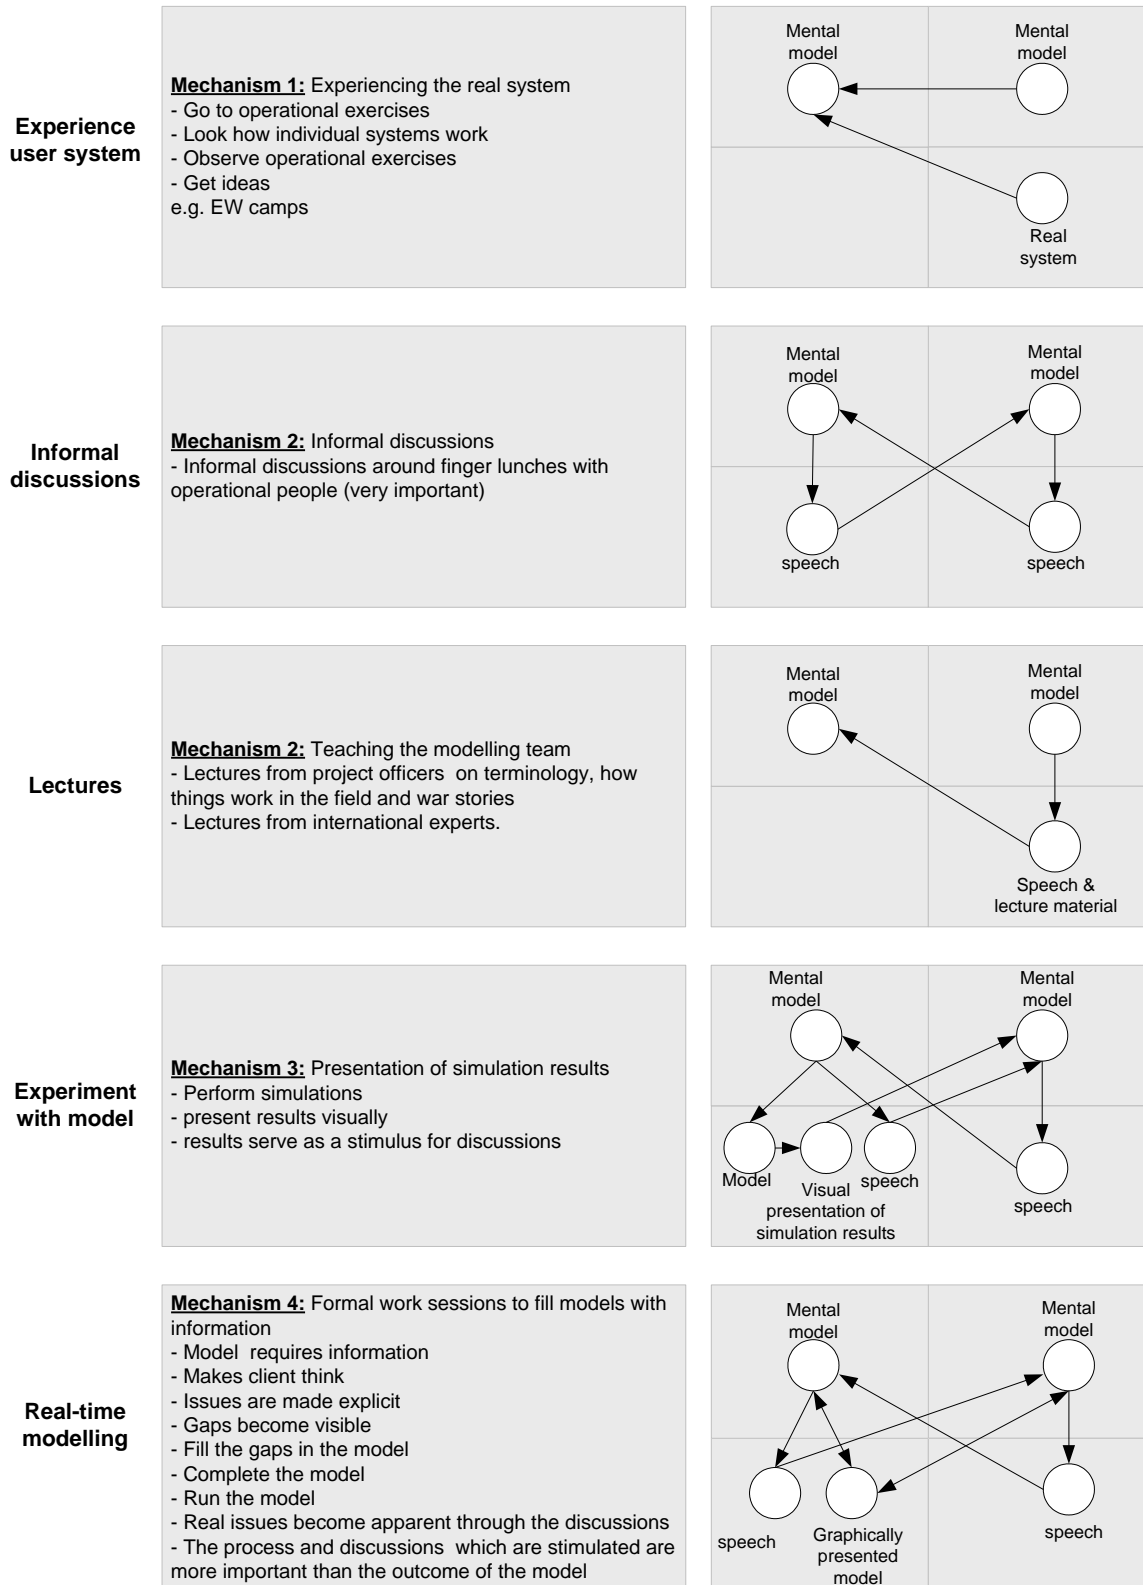 Experience
user system
Mechanism 1: Experiencing the real system
- Go to operational exercises
- Look how individual systems work
- Observe operational exercises
- Get ideas
e.g. EW camps
Mental
model
Mental
model
Real
system
Informal
discussions
Mechanism 2: Informal discussions
- Informal discussions around finger lunches with
operational people (very important)
Mental
model
Mental
model
speech
speech
Lectures
Mechanism 2: Teaching the modelling team
- Lectures from project officers  on terminology, how
things work in the field and war stories
- Lectures from international experts.
Mental
model
Mental
model
Speech &
lecture material
Experiment
with model
Mechanism 3: Presentation of simulation results
- Perform simulations
- present results visually
- results serve as a stimulus for discussions
Mental
model
Mental
model
Model
Visual
presentation of
simulation results
speech
speech
Real-time
modelling
Mechanism 4: Formal work sessions to fill models with
information
- Model  requires information
- Makes client think
- Issues are made explicit
- Gaps become visible
- Fill the gaps in the model
- Complete the model
- Run the model
- Real issues become apparent through the discussions
- The process and discussions  which are stimulated are
more important than the outcome of the model
Mental
model
Mental
model
speech
Graphically
presented
model
speech